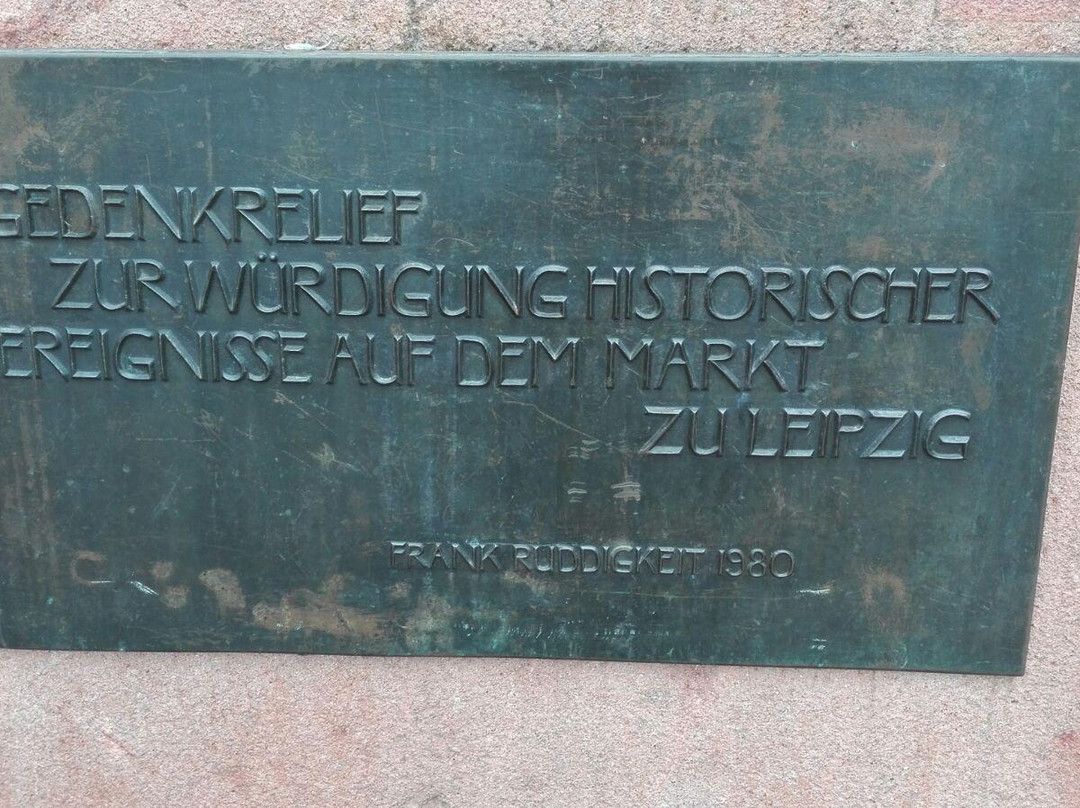 GEDENKRELIEF
ZUR WÜRDIGUNG HISTORISCHER
EREIGNISSE AUF DEM MARKT
ZU LEIPZIG
FRANK RUDDIGKEIT 1980